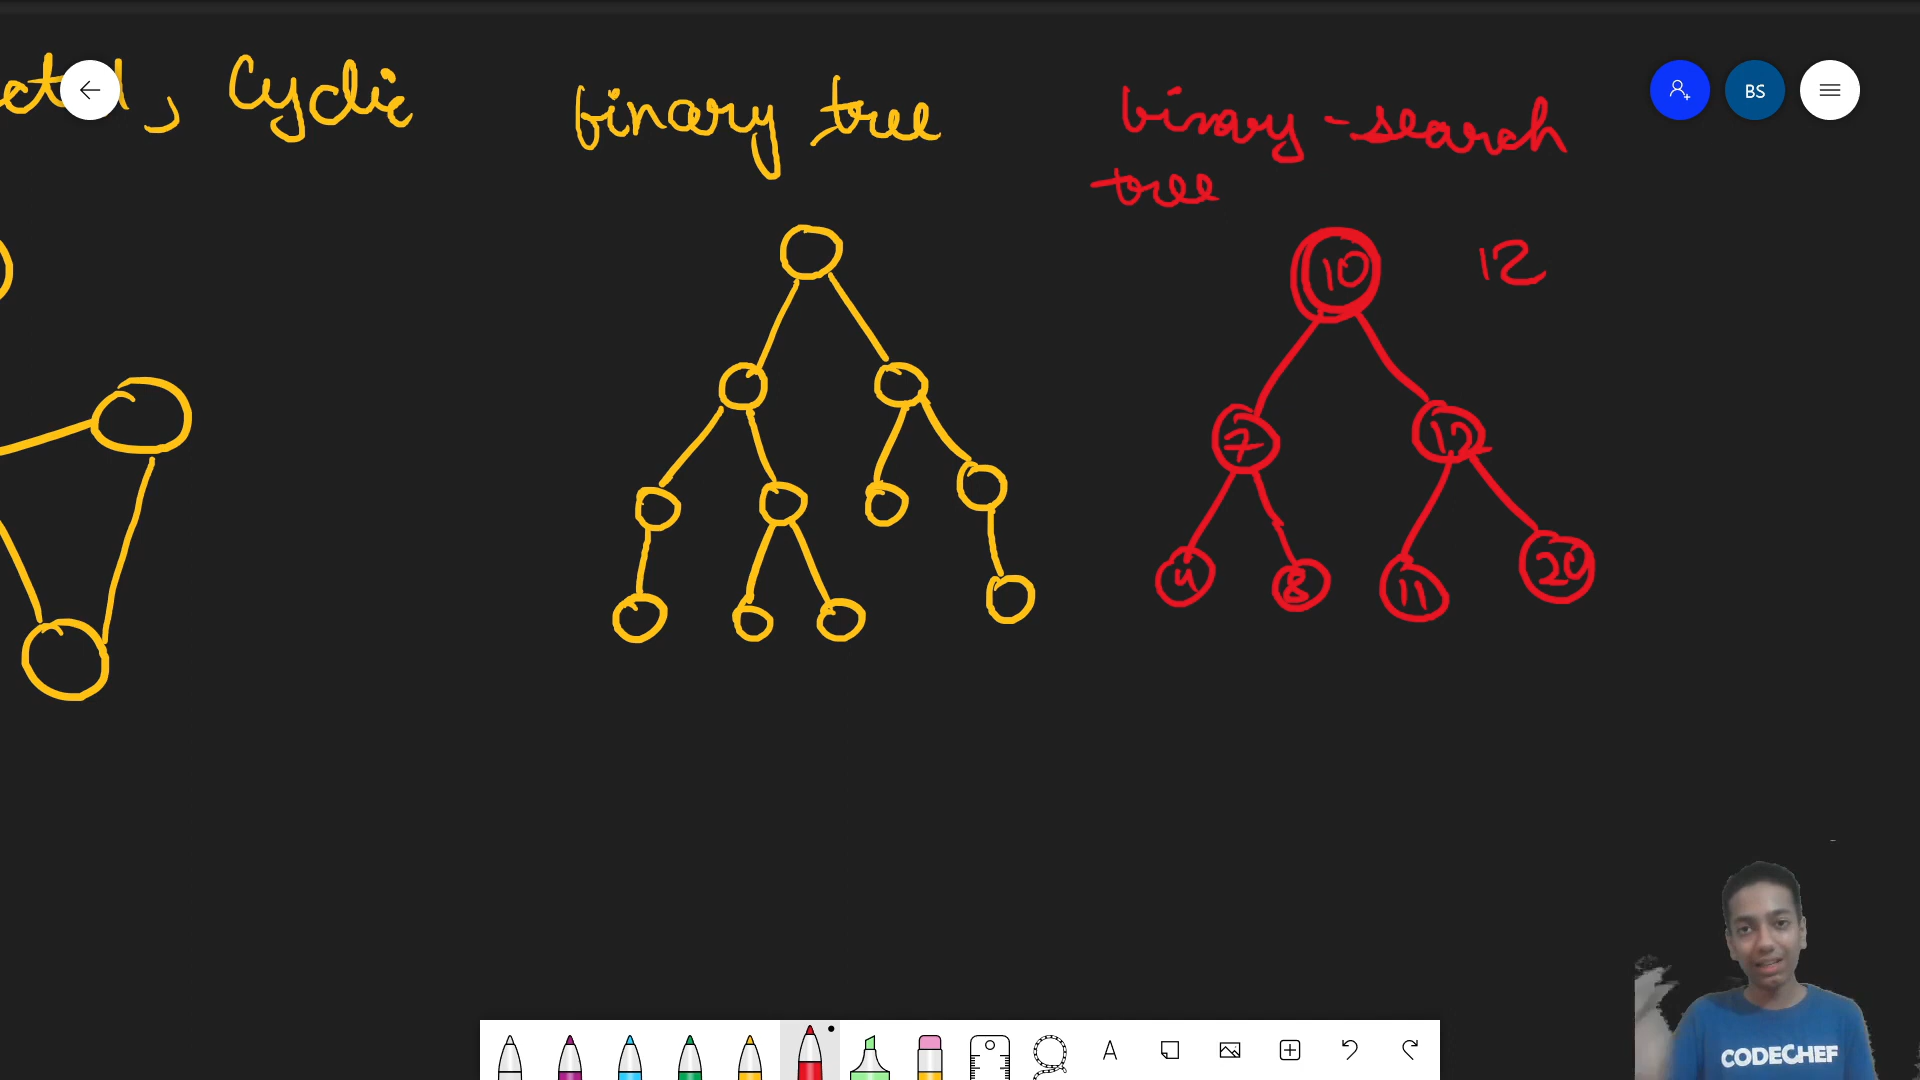 , Cyclic
binary tree
binary-search
tree
10
12
7
12
4
8
11
20
BS
A
CODECHEF